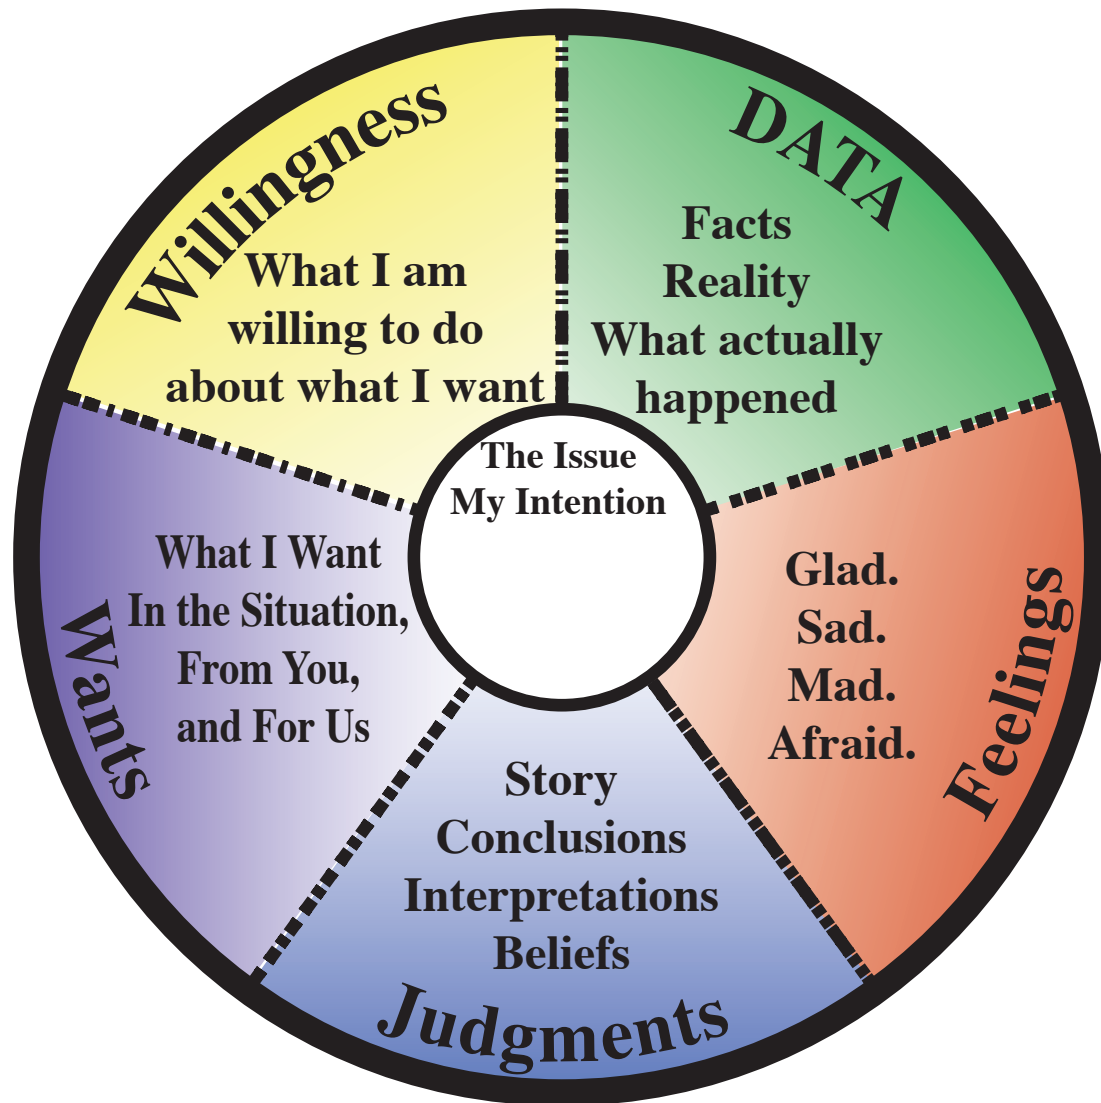 DATA
Facts
Reality
What actually
happened
Feelings
Glad.
Sad.
Mad.
Afraid.
Judgments
Story
Conclusions
Interpretations
Beliefs
Wants
What I Want
In the Situation,
From You,
and For Us
Willingness
What I am
willing to do
about what I want
The Issue
My Intention